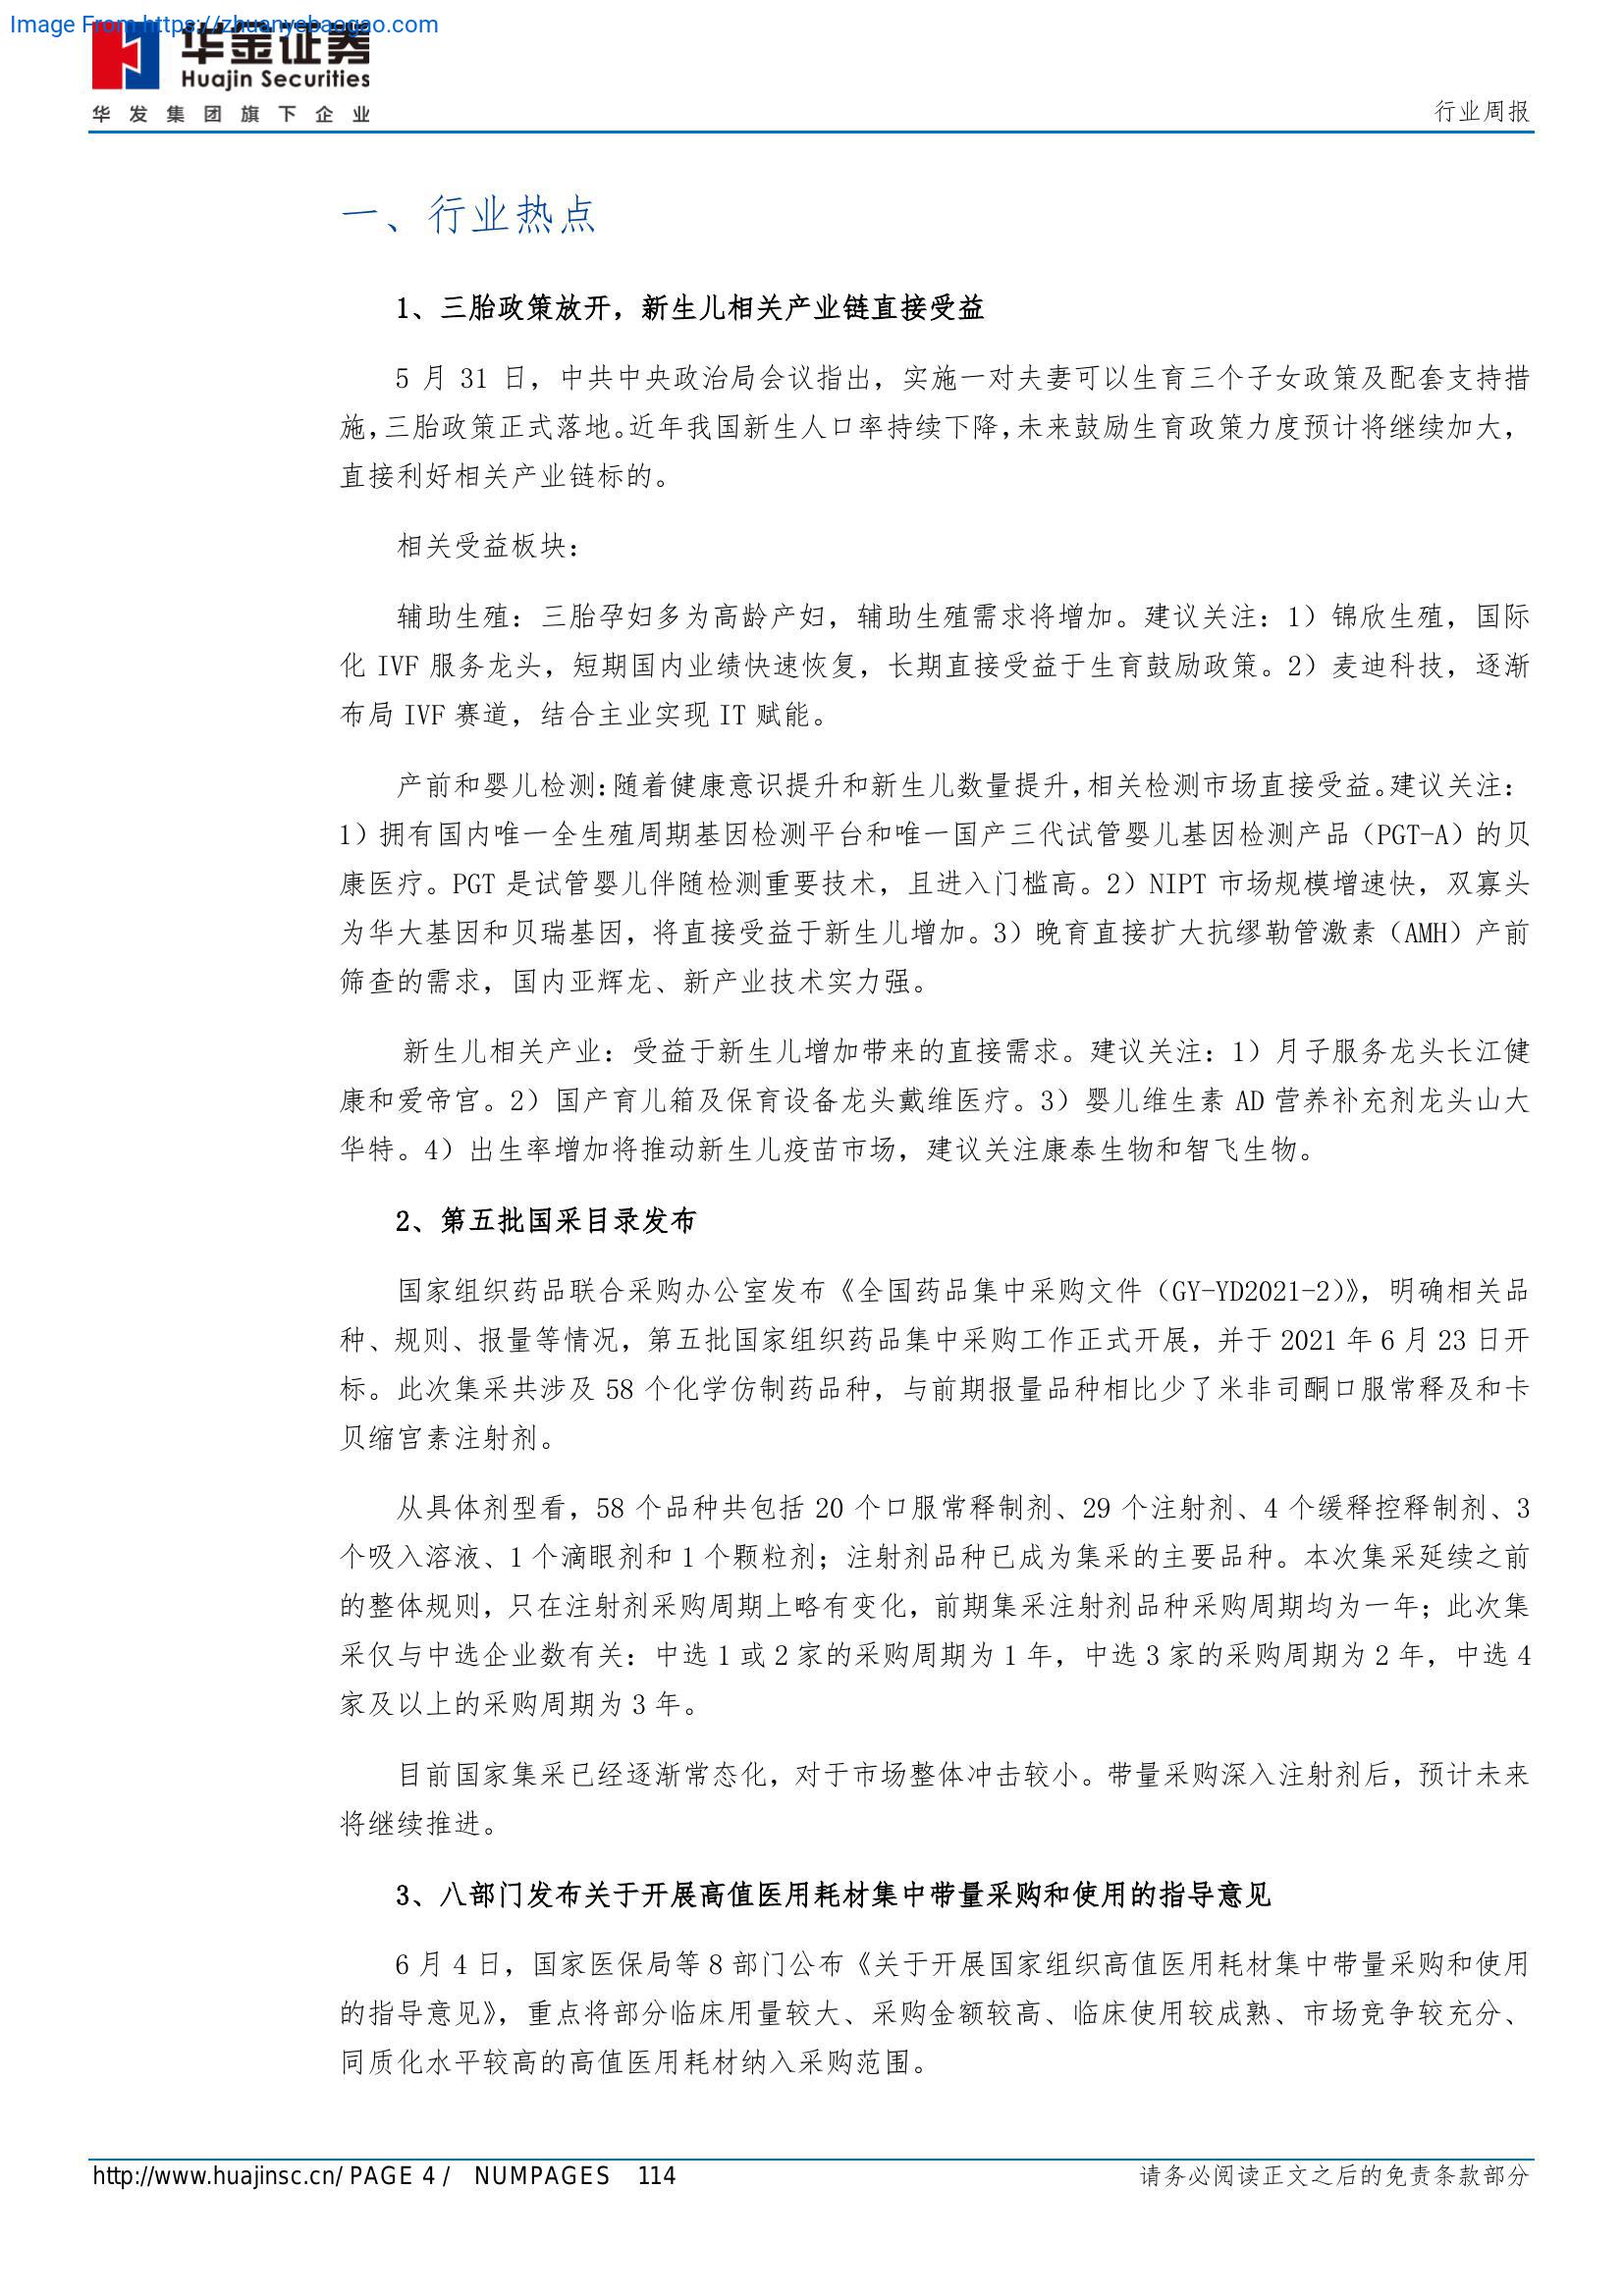 Image From https://zhuanyebaogao.com
华金证券
Huajin Securities
华发集团旗下企业
行业周报
一、行业热点
1、三胎政策放开，新生儿相关产业链直接受益
5 月 31 日，中共中央政治局会议指出，实施一对夫妻可以生育三个子女政策及配套支持措
施，三胎政策正式落地。近年我国新生人口率持续下降，未来鼓励生育政策力度预计将继续加大，
直接利好相关产业链标的。
相关受益板块：
辅助生殖：三胎孕妇多为高龄产妇，辅助生殖需求将增加。建议关注：1）锦欣生殖，国际
化 IVF 服务龙头，短期国内业绩快速恢复，长期直接受益于生育鼓励政策。2）麦迪科技，逐渐
布局 IVF 赛道，结合主业实现 IT 赋能。
产前和婴儿检测：随着健康意识提升和新生儿数量提升，相关检测市场直接受益。建议关注：
1）拥有国内唯一全生殖周期基因检测平台和唯一国产三代试管婴儿基因检测产品（PGT-A）的贝
康医疗。PGT 是试管婴儿伴随检测重要技术，且进入门槛高。2）NIPT 市场规模增速快，双寡头
为华大基因和贝瑞基因，将直接受益于新生儿增加。3）晚育直接扩大抗缪勒管激素（AMH）产前
筛查的需求，国内亚辉龙、新产业技术实力强。
新生儿相关产业：受益于新生儿增加带来的直接需求。建议关注：1）月子服务龙头长江健
康和爱帝宫。2）国产育儿箱及保育设备龙头戴维医疗。3）婴儿维生素 AD 营养补充剂龙头山大
华特。4）出生率增加将推动新生儿疫苗市场，建议关注康泰生物和智飞生物。
2、第五批国采目录发布
国家组织药品联合采购办公室发布《全国药品集中采购文件（GY-YD2021-2）》，明确相关品
种、规则、报量等情况，第五批国家组织药品集中采购工作正式开展，并于 2021 年 6 月 23 日开
标。此次集采共涉及 58 个化学仿制药品种，与前期报量品种相比少了米非司酮口服常释及和卡
贝缩宫素注射剂。
从具体剂型看，58 个品种共包括 20 个口服常释制剂、29 个注射剂、4 个缓释控释制剂、3
个吸入溶液、1 个滴眼剂和 1 个颗粒剂；注射剂品种已成为集采的主要品种。本次集采延续之前
的整体规则，只在注射剂采购周期上略有变化，前期集采注射剂品种采购周期均为一年；此次集
采仅与中选企业数有关：中选 1 或 2 家的采购周期为 1 年，中选 3 家的采购周期为 2 年，中选 4
家及以上的采购周期为 3 年。
目前国家集采已经逐渐常态化，对于市场整体冲击较小。带量采购深入注射剂后，预计未来
将继续推进。
3、八部门发布关于开展高值医用耗材集中带量采购和使用的指导意见
6 月 4 日，国家医保局等 8 部门公布《关于开展国家组织高值医用耗材集中带量采购和使用
的指导意见》，重点将部分临床用量较大、采购金额较高、临床使用较成熟、市场竞争较充分、
同质化水平较高的高值医用耗材纳入采购范围。
http://www.huajinsc.cn/ PAGE 4 / NUMPAGES 114
请务必阅读正文之后的免责条款部分